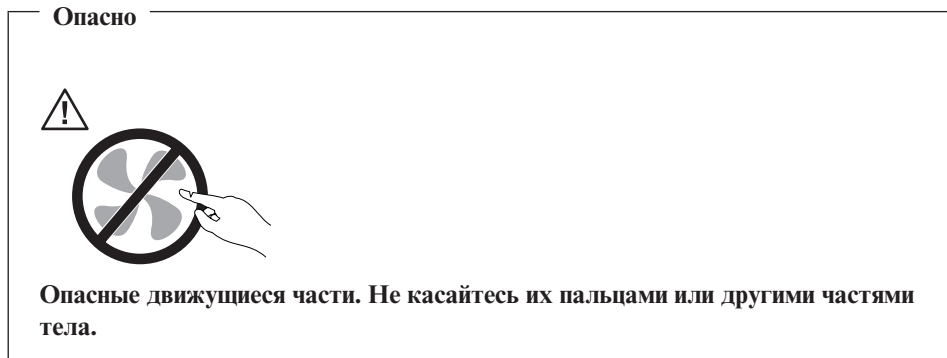 Опасно
Опасные движущиеся части. Не касайтесь их пальцами или другими частями
тела.